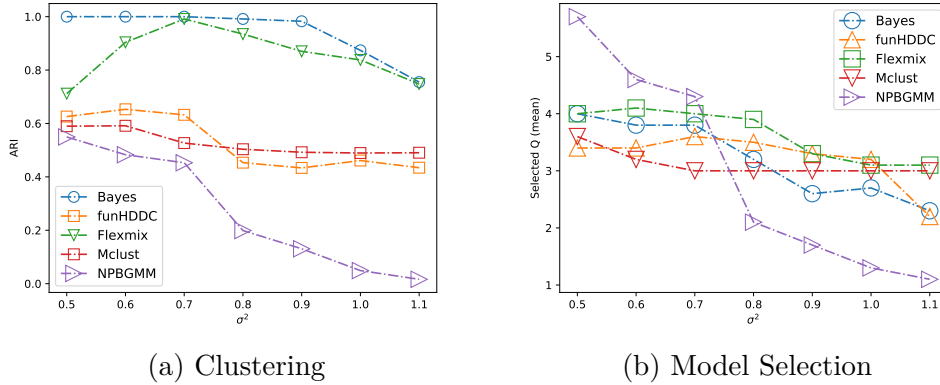 1.0
0.8
0.6
0.4
0.2
0.0
ARI
Bayes
funHDDC
Flexmix
Mclust
NPBGMM
0.5 0.6 0.7 0.8 0.9 1.0 1.1
σ²
(a) Clustering
5
4
3
2
1
Selected Q (mean)
Bayes
funHDDC
Flexmix
Mclust
NPBGMM
0.5 0.6 0.7 0.8 0.9 1.0 1.1
σ²
(b) Model Selection